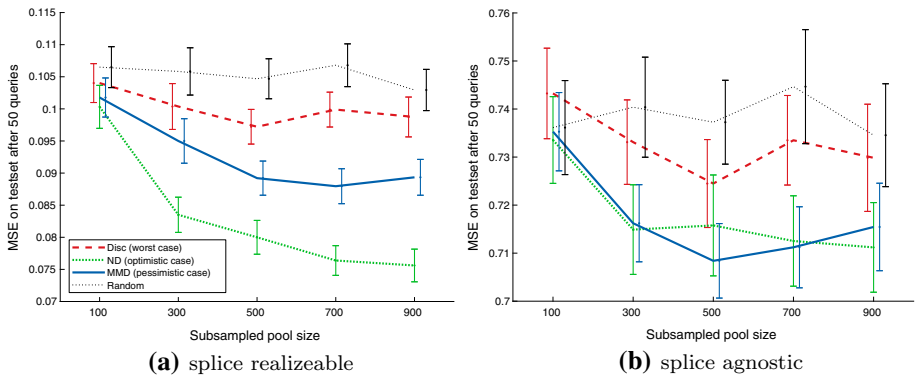 MSE on testset after 50 queries
0.115
0.11
0.105
0.1
0.095
0.09
0.085
0.08
0.075
0.07
Disc (worst case)
ND (optimistic case)
MMD (pessimistic case)
Random
100
300
500
700
900
Subsampled pool size
(a) splice realizeable
MSE on testset after 50 queries
0.76
0.75
0.74
0.73
0.72
0.71
0.7
100
300
500
700
900
Subsampled pool size
(b) splice agnostic